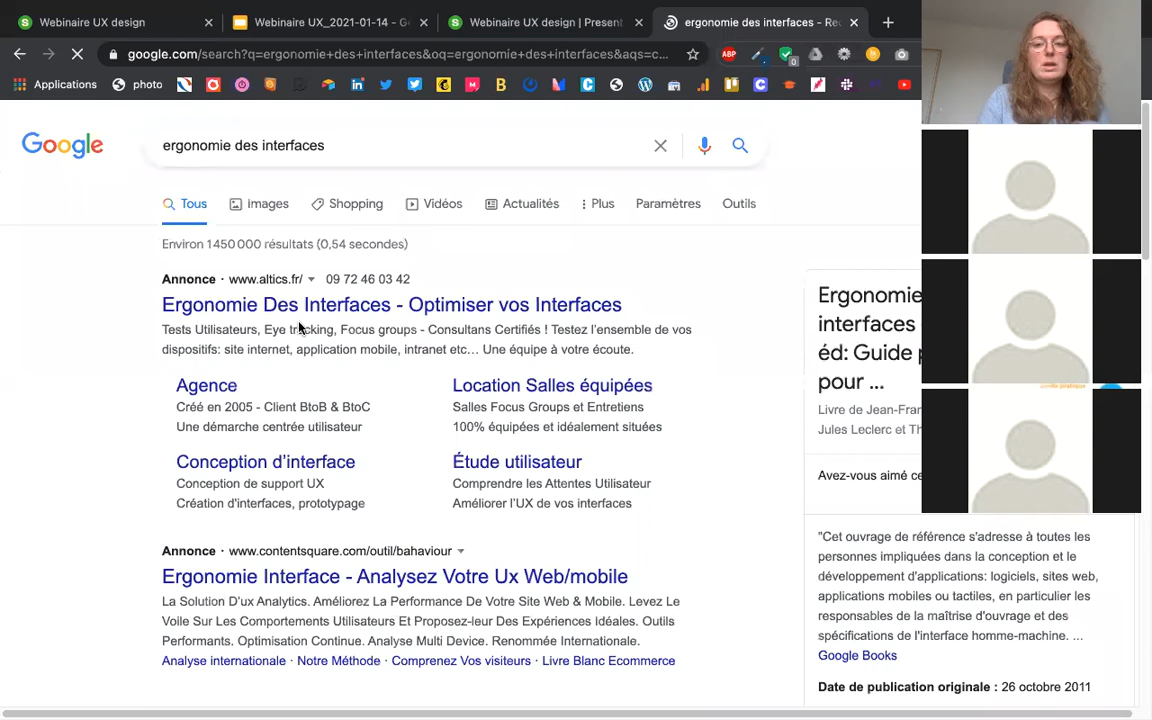 Webinaire UX design
Webinaire UX_2021-01-14 - G
Webinaire UX design | Present
ergonomie des interfaces - Re
google.com/search?q=ergonomie+des+interfaces&oq=ergonomie+des+interfaces&aqs=c...
ABP
0
Applications
photo
Google
ergonomie des interfaces
Tous
Images
Shopping
Vidéos
Actualités
Plus
Paramètres
Outils
Environ 1 450 000 résultats (0,54 secondes)
Annonce · www.altics.fr/ 09 72 46 03 42
Ergonomie Des Interfaces - Optimiser vos Interfaces
Tests Utilisateurs, Eye tracking, Focus groups - Consultans Certifiés ! Testez l'ensemble de vos
dispositifs: site internet, application mobile, intranet etc... Une équipe à votre écoute.
Agence
Créé en 2005 - Client BtoB & BtoC
Une démarche centrée utilisateur
Location Salles équipées
Salles Focus Groups et Entretiens
100% équipées et idéalement situées
Conception d'interface
Conception de support UX
Création d'interfaces, prototypage
Étude utilisateur
Comprendre les Attentes Utilisateur
Améliorer l'UX de vos interfaces
Annonce · www.contentsquare.com/outil/bahaviour
Ergonomie Interface - Analysez Votre Ux Web/mobile
La Solution D'ux Analytics. Améliorez La Performance De Votre Site Web & Mobile. Levez Le
Voile Sur Les Comportements Utilisateurs Et Proposez-leur Des Expériences Idéales. Outils
Performants. Optimisation Continue. Analyse Multi Device. Renommée Internationale.
Analyse internationale · Notre Méthode · Comprenez Vos visiteurs · Livre Blanc Ecommerce
Ergonomie
interfaces
éd: Guide
pour ...
Livre de Jean-Fran
Jules Leclerc et Th
Avez-vous aimé ce
"Cet ouvrage de référence s'adresse à toutes les
personnes impliquées dans la conception et le
développement d'applications: logiciels, sites web,
applications mobiles ou tactiles, en particulier les
responsables de la maîtrise d'ouvrage et des
spécifications de l'interface homme-machine. ...
Google Books
Date de publication originale : 26 octobre 2011